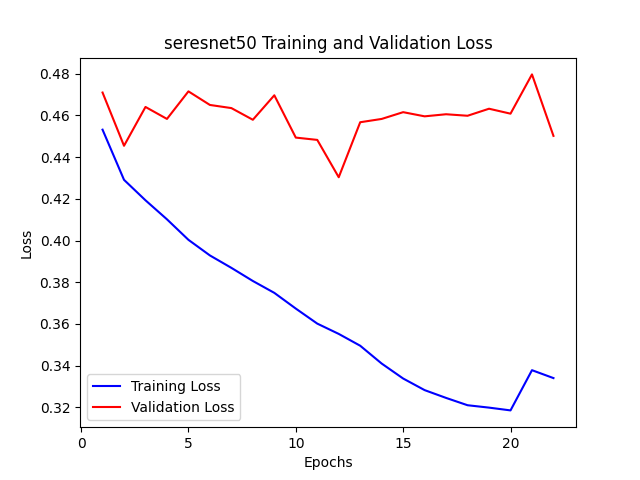 seresnet50 Training and Validation Loss
0.48
0.46
0.44
0.42
0.40
0.38
0.36
0.34
0.32
Loss
Training Loss
Validation Loss
0 5 10 15 20
Epochs